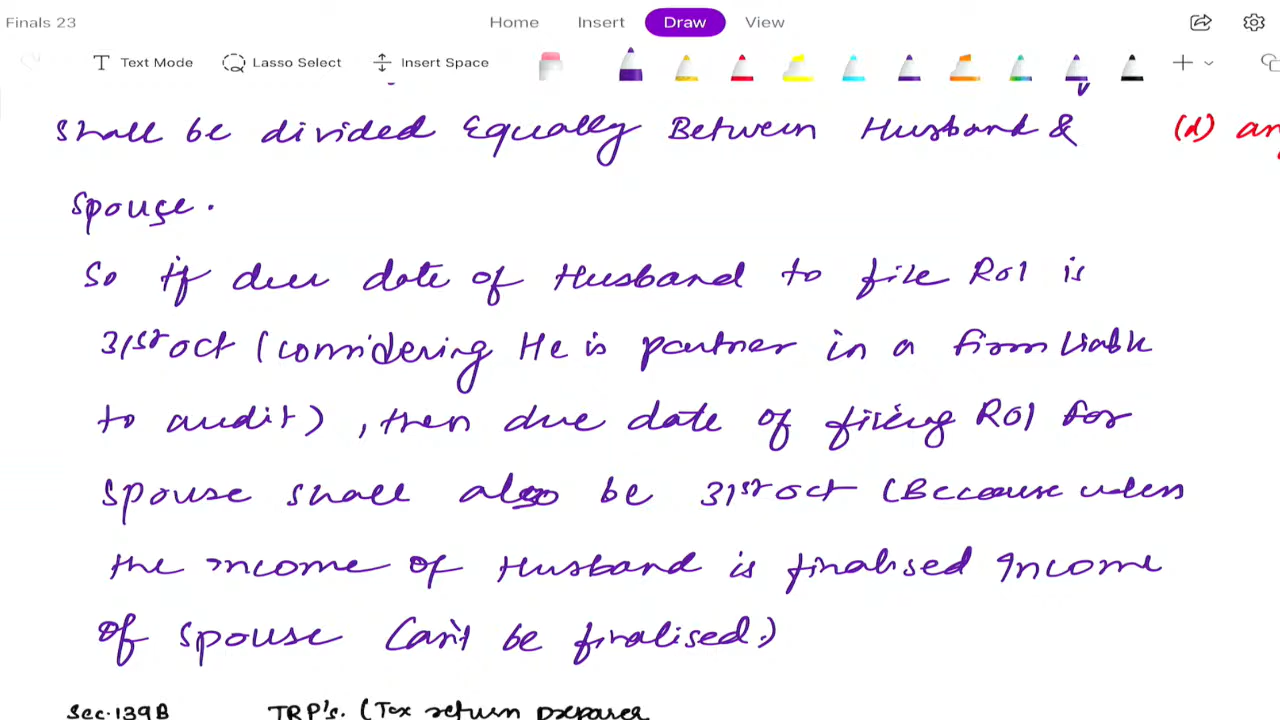 Finals 23
Home Insert Draw View
Text Mode Lasso Select Insert Space
shall be divided Equally Between Husband &
(d) an
Spouse.
So if due date of Husband to file ROI is
31st Oct (Considering He is partner in a firm liable
to audit), then due date of filing ROI for
spouse shall also be 31st Oct (Because unless
the income of Husband is finalised Income
of spouse Can't be finalised.)
Sec. 139B TRP's. (Tax return preparer